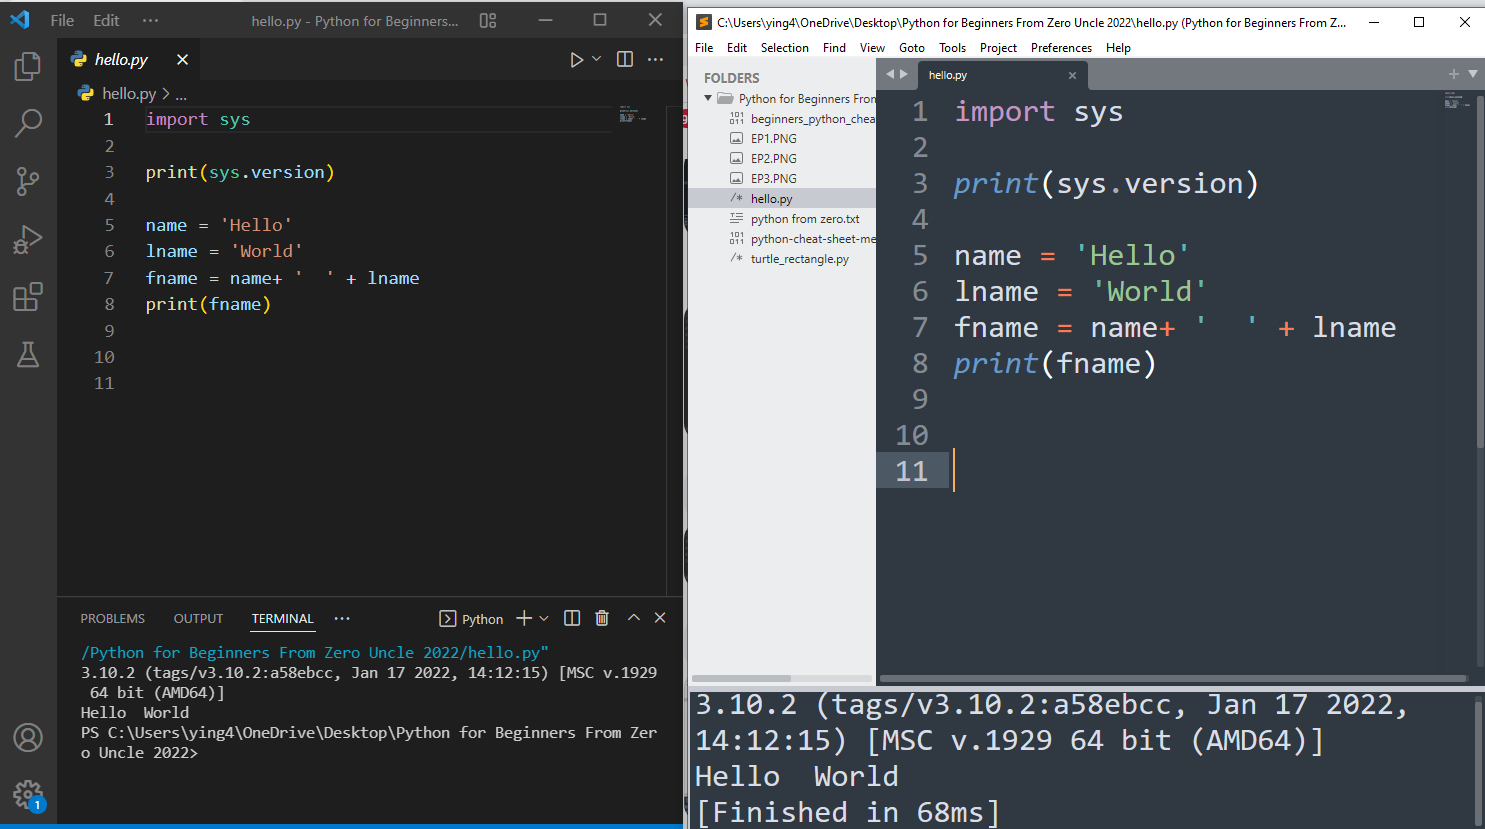 File Edit ··· hello.py - Python for Beginners...
hello.py
hello.py > ...
1 import sys
2
3 print(sys.version)
4
5 name = 'Hello'
6 lname = 'World'
7 fname = name+ '  ' + lname
8 print(fname)
9
10
11
PROBLEMS OUTPUT TERMINAL ··· Python
/Python for Beginners From Zero Uncle 2022/hello.py"
3.10.2 (tags/v3.10.2:a58ebcc, Jan 17 2022, 14:12:15) [MSC v.1929
64 bit (AMD64)]
Hello  World
PS C:\Users\ying4\OneDrive\Desktop\Python for Beginners From Zer
o Uncle 2022>
1
C:\Users\ying4\OneDrive\Desktop\Python for Beginners From Zero Uncle 2022\hello.py (Python for Beginners From Z...
File Edit Selection Find View Goto Tools Project Preferences Help
FOLDERS
Python for Beginners From
beginners_python_chea
EP1.PNG
EP2.PNG
EP3.PNG
hello.py
python from zero.txt
python-cheat-sheet-me
turtle_rectangle.py
hello.py
1 import sys
2
3 print(sys.version)
4
5 name = 'Hello'
6 lname = 'World'
7 fname = name+ '  ' + lname
8 print(fname)
9
10
11
3.10.2 (tags/v3.10.2:a58ebcc, Jan 17 2022,
14:12:15) [MSC v.1929 64 bit (AMD64)]
Hello  World
[Finished in 68ms]